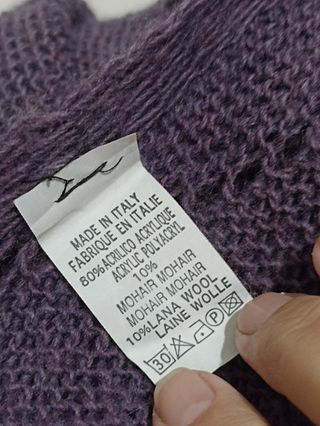 MADE IN ITALY
FABRIQUE EN ITALIE
80% ACRILICO ACRYLIQUE
ACRYLIC POLYACRYL
10%
MOHAIR MOHAIR
MOHAIR MOHAIR
10% LANA WOOL
LAINE WOLLE
30 P